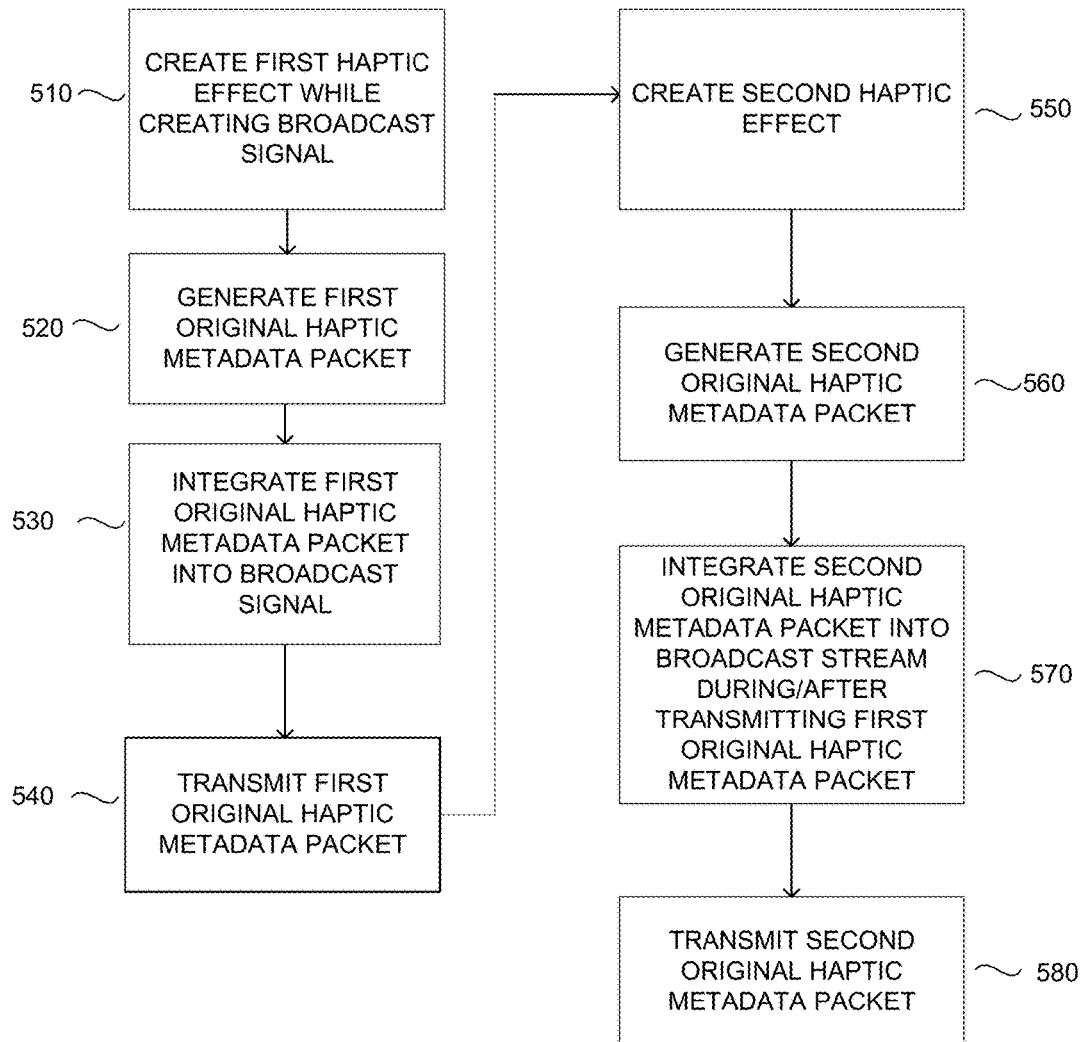 510
CREATE FIRST HAPTIC
EFFECT WHILE
CREATING BROADCAST
SIGNAL
520
GENERATE FIRST
ORIGINAL HAPTIC
METADATA PACKET
530
INTEGRATE FIRST
ORIGINAL HAPTIC
METADATA PACKET
INTO BROADCAST
SIGNAL
540
TRANSMIT FIRST
ORIGINAL HAPTIC
METADATA PACKET
CREATE SECOND HAPTIC
EFFECT
550
GENERATE SECOND
ORIGINAL HAPTIC
METADATA PACKET
560
INTEGRATE SECOND
ORIGINAL HAPTIC
METADATA PACKET INTO
BROADCAST STREAM
DURING/AFTER
TRANSMITTING FIRST
ORIGINAL HAPTIC
METADATA PACKET
570
TRANSMIT SECOND
ORIGINAL HAPTIC
METADATA PACKET
580